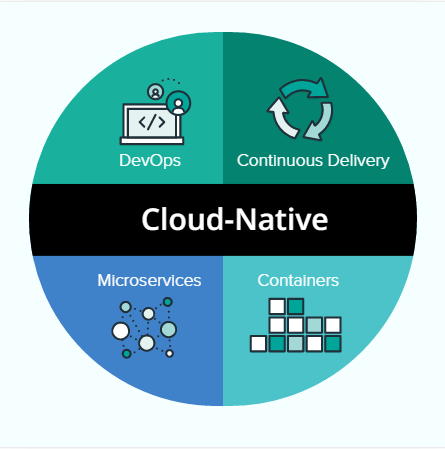 </>
DevOps
Continuous Delivery
Cloud-Native
Microservices
Containers